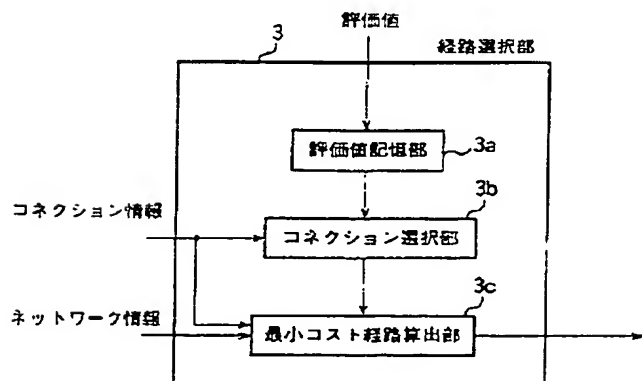 評価値
3
経路選択部
評価値記憶部
3a
3b
コネクション情報
コネクション選択部
3c
ネットワーク情報
最小コスト経路算出部